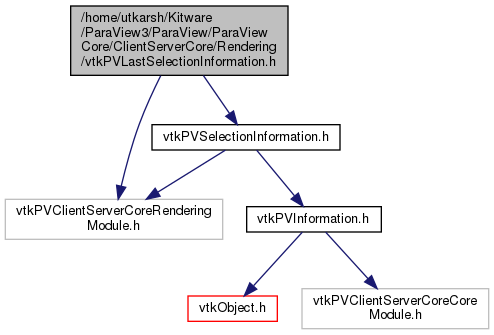 /home/utkarsh/Kitware
/ParaView3/ParaView/ParaView
Core/ClientServerCore/Rendering
/vtkPVLastSelectionInformation.h
vtkPVSelectionInformation.h
vtkPVClientServerCoreRendering
Module.h
vtkPVInformation.h
vtkObject.h
vtkPVClientServerCoreCore
Module.h